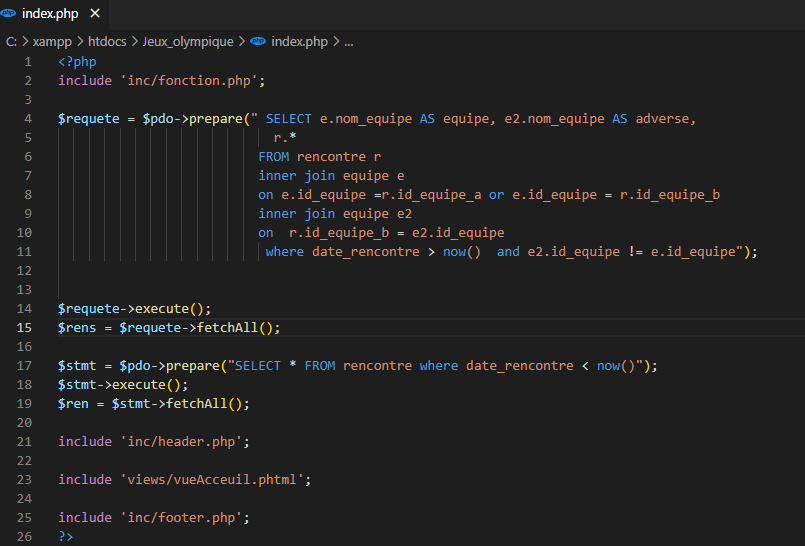 index.php ×
C: > xampp > htdocs > Jeux_olympique > php index.php > ...
1 <?php
2 include 'inc/fonction.php';
3
4 $requete = $pdo->prepare(" SELECT e.nom_equipe AS equipe, e2.nom_equipe AS adverse,
5 r.*
6 FROM rencontre r
7 inner join equipe e
8 on e.id_equipe =r.id_equipe_a or e.id_equipe = r.id_equipe_b
9 inner join equipe e2
10 on  r.id_equipe_b = e2.id_equipe
11 where date_rencontre > now()  and e2.id_equipe != e.id_equipe");
12
13
14 $requete->execute();
15 $rens = $requete->fetchAll();
16
17 $stmt = $pdo->prepare("SELECT * FROM rencontre where date_rencontre < now()");
18 $stmt->execute();
19 $ren = $stmt->fetchAll();
20
21 include 'inc/header.php';
22
23 include 'views/vueAcceuil.phtml';
24
25 include 'inc/footer.php';
26 ?>